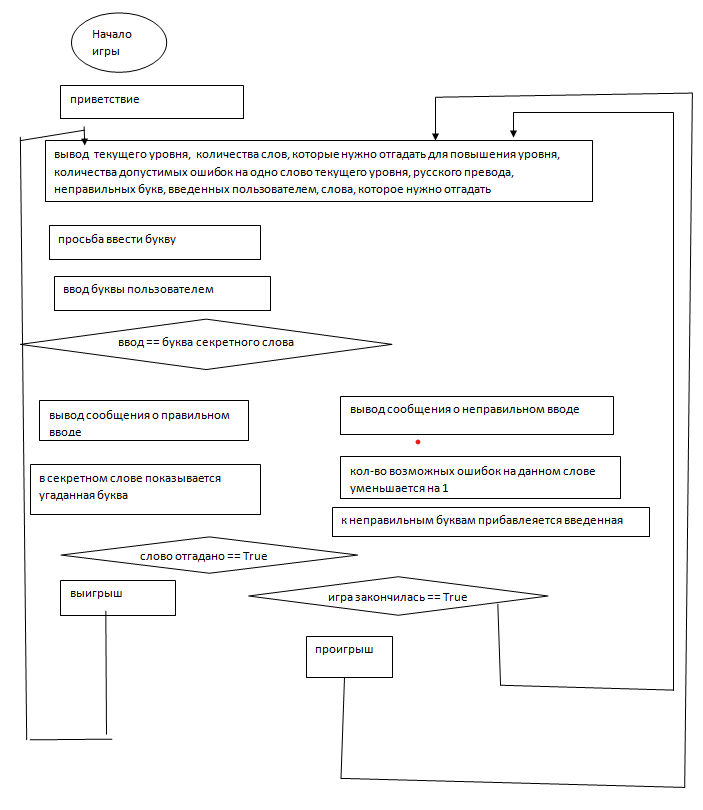 Начало
игры
приветствие
вывод текущего уровня, количества слов, которые нужно отгадать для повышения уровня,
количества допустимых ошибок на одно слово текущего уровня, русского превода,
неправильных букв, введенных пользователем, слова, которое нужно отгадать
просьба ввести букву
ввод буквы пользователем
ввод == буква секретного слова
вывод сообщения о правильном
вводе
вывод сообщения о неправильном вводе
в секретном слове показывается
угаданная буква
кол-во возможных ошибок на данном слове
уменьшается на 1
к неправильным буквам прибавлеяется введенная
слово отгадано == True
выигрыш
игра закончилась == True
проигрыш